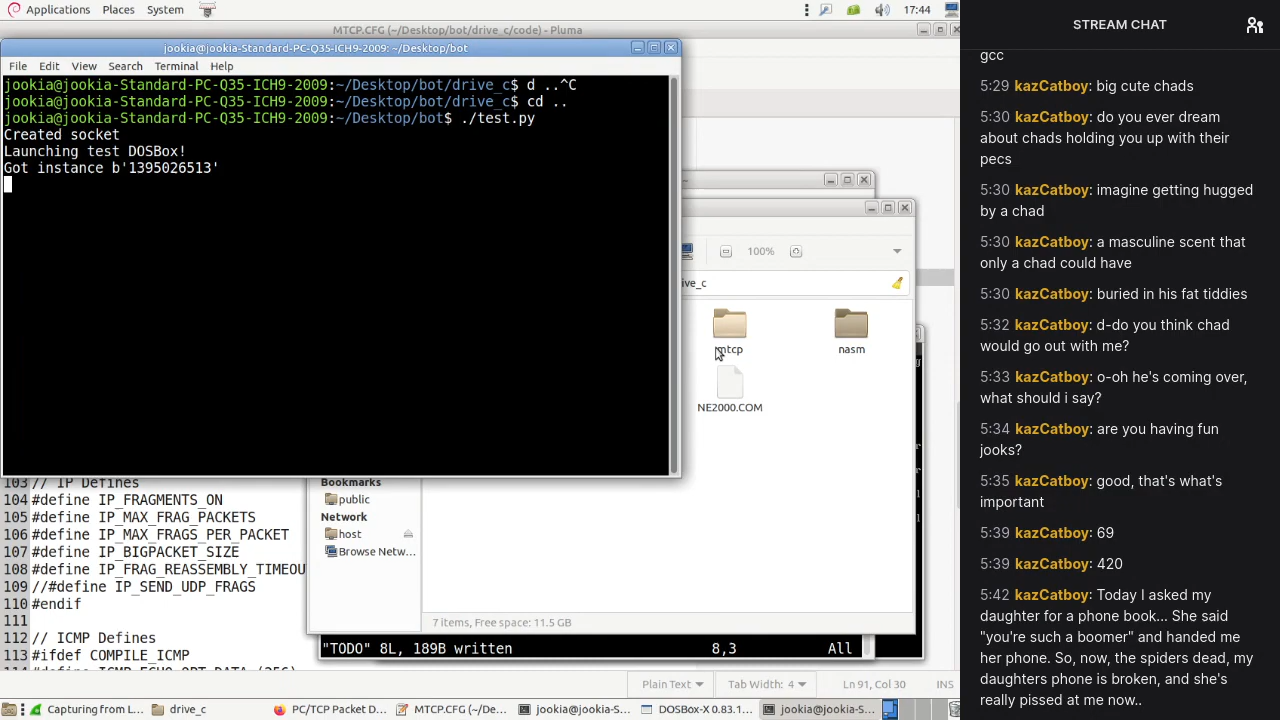 Applications Places System 17:44
MTCP.CFG (~/Desktop/bot/drive_c/code) - Pluma
jookia@jookia-Standard-PC-Q35-ICH9-2009: ~/Desktop/bot
File Edit View Search Terminal Help
jookia@jookia-Standard-PC-Q35-ICH9-2009:~/Desktop/bot/drive_c$ d ..^C
jookia@jookia-Standard-PC-Q35-ICH9-2009:~/Desktop/bot/drive_c$ cd ..
jookia@jookia-Standard-PC-Q35-ICH9-2009:~/Desktop/bot$ ./test.py
Created socket
Launching test DOSBox!
Got instance b'1395026513'
100%
ive_c
mtcp nasm
NE2000.COM
Bookmarks
public
Network
host
Browse Netw...
7 items, Free space: 11.5 GB
103 // IP Defines
104 #define IP_FRAGMENTS_ON
105 #define IP_MAX_FRAG_PACKETS
106 #define IP_MAX_FRAGS_PER_PACKET
107 #define IP_BIGPACKET_SIZE
108 #define IP_FRAG_REASSEMBLY_TIMEOU
109 //#define IP_SEND_UDP_FRAGS
110 #endif
111
112 // ICMP Defines
113 #ifdef COMPILE_ICMP
"TODO" 8L, 189B written 8,3 All
Plain Text Tab Width: 4 Ln 91, Col 30 INS
Capturing from L... drive_c PC/TCP Packet D... MTCP.CFG (~/De... jookia@jookia-S... DOSBox-X 0.83.1... jookia@jookia-S...
STREAM CHAT
gcc
5:29 kazCatboy: big cute chads
5:30 kazCatboy: do you ever dream
about chads holding you up with their
pecs
5:30 kazCatboy: imagine getting hugged
by a chad
5:30 kazCatboy: a masculine scent that
only a chad could have
5:30 kazCatboy: buried in his fat tiddies
5:32 kazCatboy: d-do you think chad
would go out with me?
5:33 kazCatboy: o-oh he's coming over,
what should i say?
5:34 kazCatboy: are you having fun
jooks?
5:35 kazCatboy: good, that's what's
important
5:39 kazCatboy: 69
5:39 kazCatboy: 420
5:42 kazCatboy: Today I asked my
daughter for a phone book... She said
"you're such a boomer" and handed me
her phone. So, now, the spiders dead, my
daughters phone is broken, and she's
really pissed at me now..